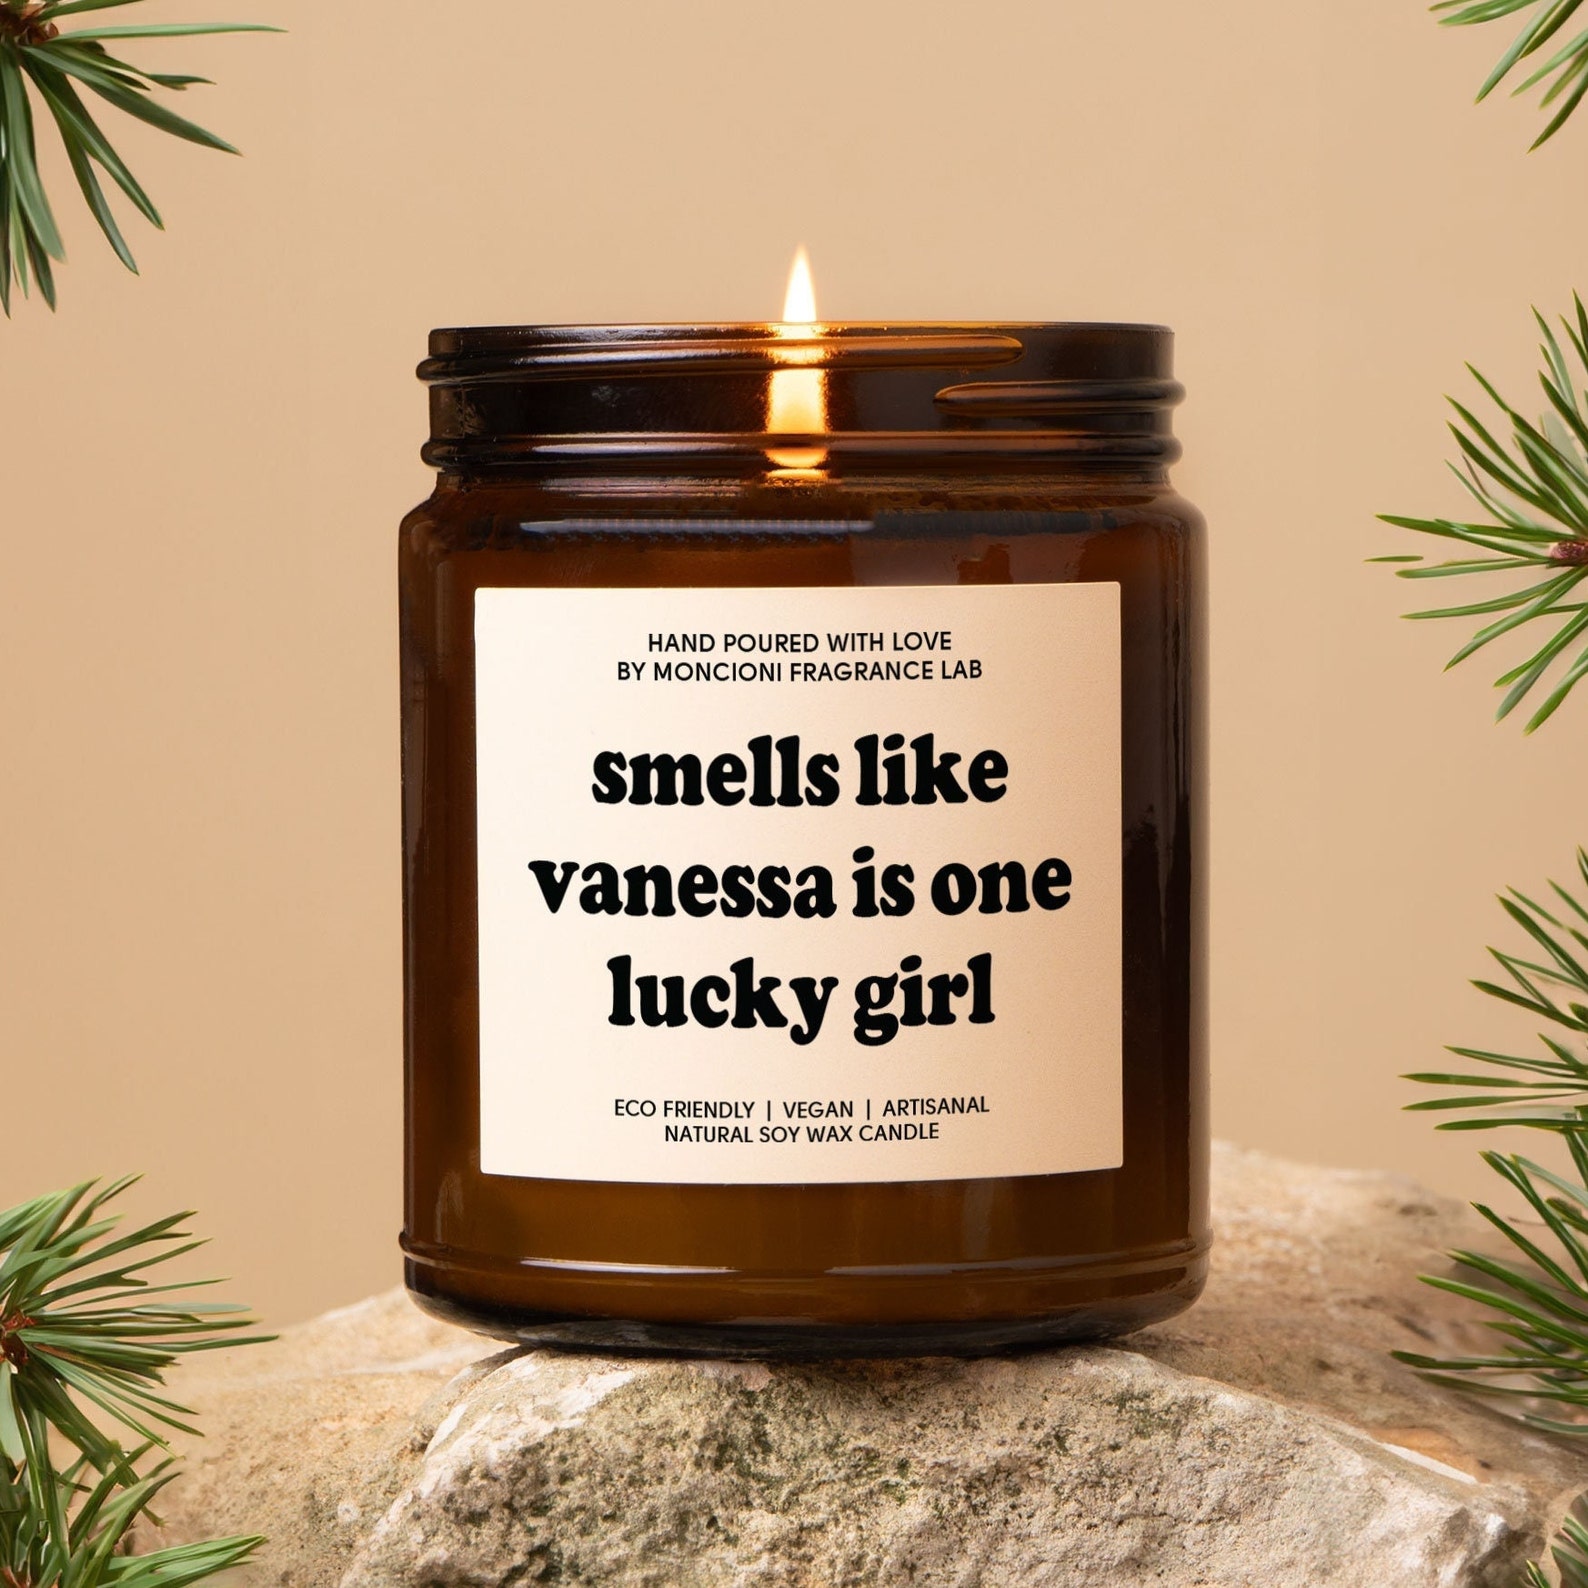 HAND POURED WITH LOVE
BY MONCIONI FRAGRANCE LAB
smells like
vanessa is one
lucky girl
ECO FRIENDLY | VEGAN | ARTISANAL
NATURAL SOY WAX CANDLE